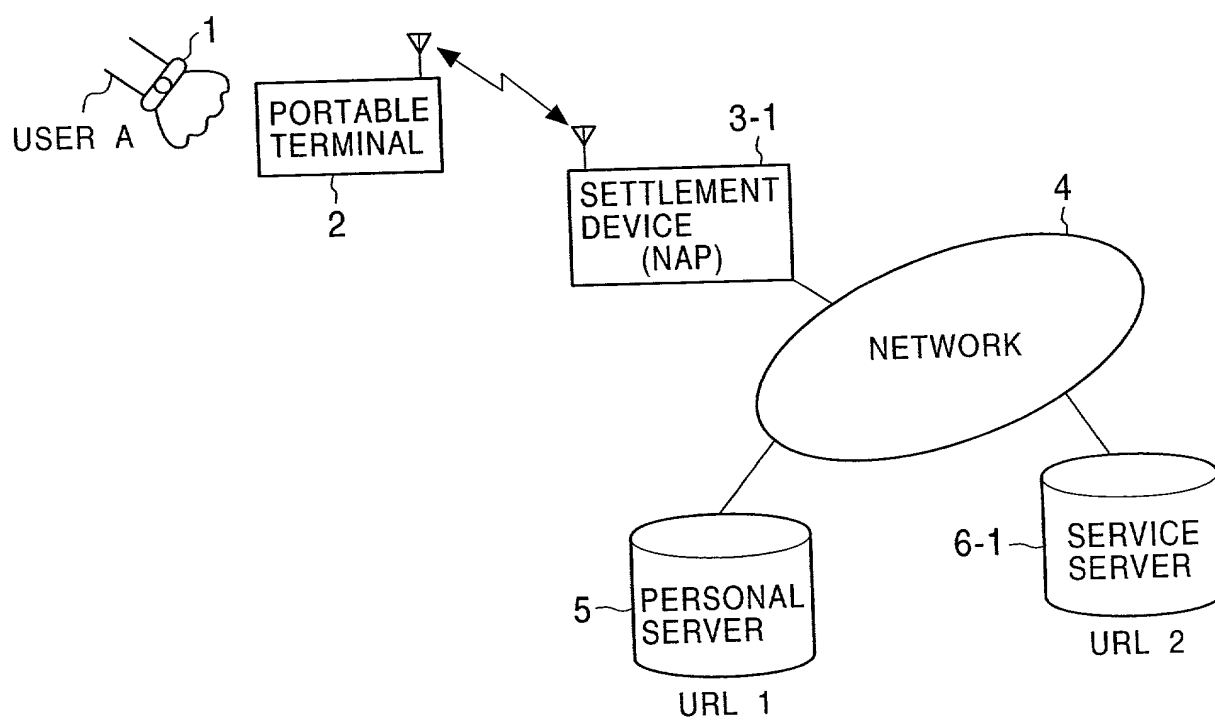 1
USER A
PORTABLE
TERMINAL
2
3-1
SETTLEMENT
DEVICE
(NAP)
4
NETWORK
5
PERSONAL
SERVER
URL 1
6-1
SERVICE
SERVER
URL 2